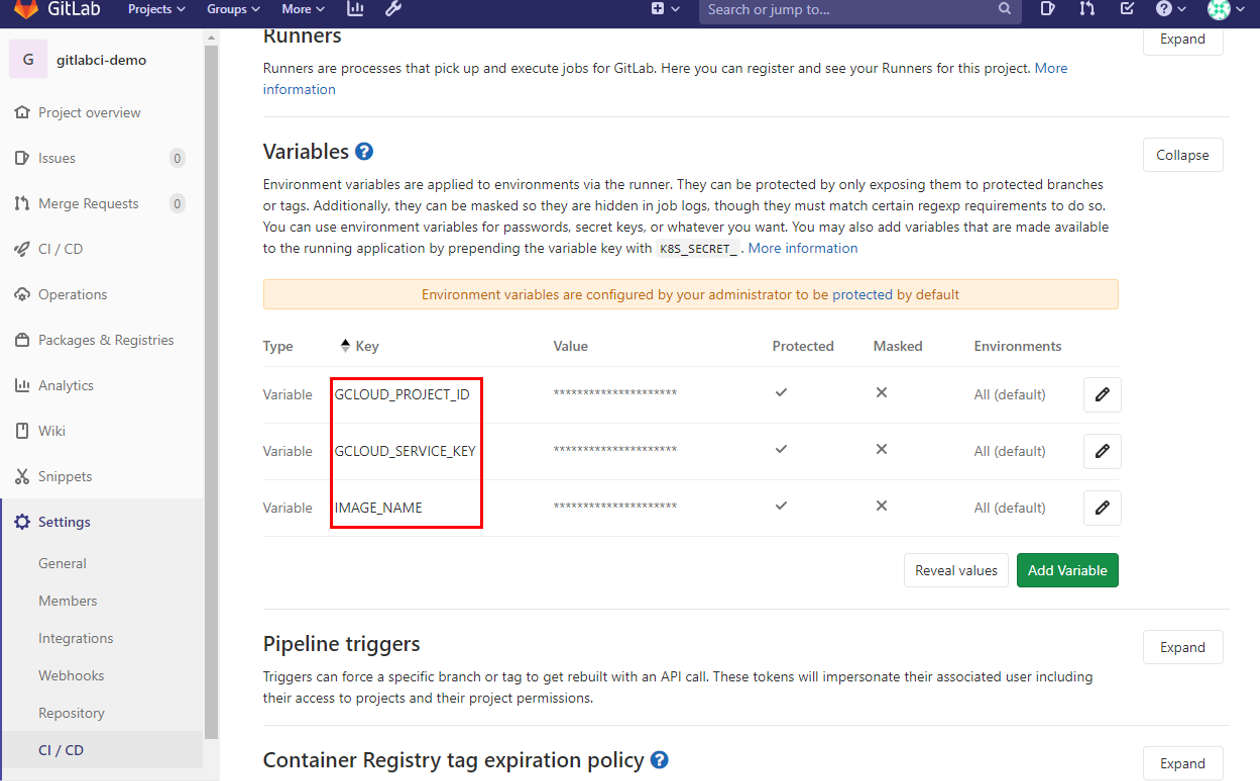 GitLab Projects Groups More Search or jump to...
G gitlabci-demo
Project overview
Issues 0
Merge Requests 0
CI / CD
Operations
Packages & Registries
Analytics
Wiki
Snippets
Settings
General
Members
Integrations
Webhooks
Repository
CI / CD
Runners Expand
Runners are processes that pick up and execute jobs for GitLab. Here you can register and see your Runners for this project. More
information
Variables ? Collapse
Environment variables are applied to environments via the runner. They can be protected by only exposing them to protected branches
or tags. Additionally, they can be masked so they are hidden in job logs, though they must match certain regexp requirements to do so.
You can use environment variables for passwords, secret keys, or whatever you want. You may also add variables that are made available
to the running application by prepending the variable key with K8S_SECRET_. More information
Environment variables are configured by your administrator to be protected by default
Type Key Value Protected Masked Environments
Variable GCLOUD_PROJECT_ID ********************* All (default)
Variable GCLOUD_SERVICE_KEY ********************* All (default)
Variable IMAGE_NAME ********************* All (default)
Reveal values Add Variable
Pipeline triggers Expand
Triggers can force a specific branch or tag to get rebuilt with an API call. These tokens will impersonate their associated user including
their access to projects and their project permissions.
Container Registry tag expiration policy ? Expand